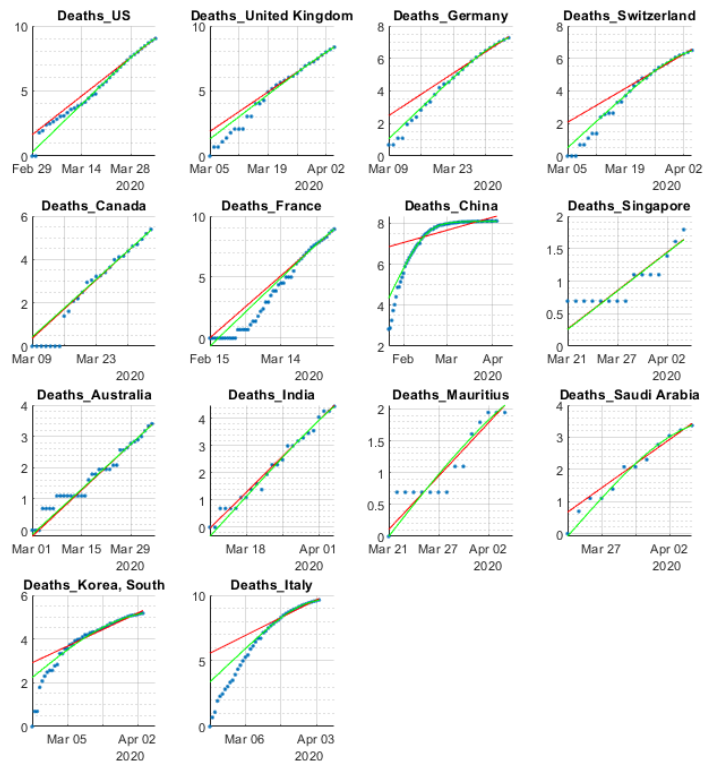 Deaths_US
10
5
0
Feb 29 Mar 14 Mar 28
2020
Deaths_United Kingdom
10
5
0
Mar 05 Mar 19 Apr 02
2020
Deaths_Germany
8
6
4
2
0
Mar 09 Mar 23
2020
Deaths_Switzerland
8
6
4
2
0
Mar 05 Mar 19 Apr 02
2020
Deaths_Canada
6
4
2
0
Mar 09 Mar 23
2020
Deaths_France
10
5
0
Feb 15 Mar 14
2020
Deaths_China
8
6
4
2
Feb Mar Apr
2020
Deaths_Singapore
2
1.5
1
0.5
0
Mar 21 Mar 27 Apr 02
2020
Deaths_Australia
4
3
2
1
0
Mar 01 Mar 15 Mar 29
2020
Deaths_India
4
3
2
1
0
Mar 18 Apr 01
2020
Deaths_Mauritius
2
1.5
1
0.5
0
Mar 21 Mar 27 Apr 02
2020
Deaths_Saudi Arabia
4
3
2
1
0
Mar 27 Apr 02
2020
Deaths_Korea, South
6
4
2
0
Mar 05 Apr 02
2020
Deaths_Italy
10
5
0
Mar 06 Apr 03
2020